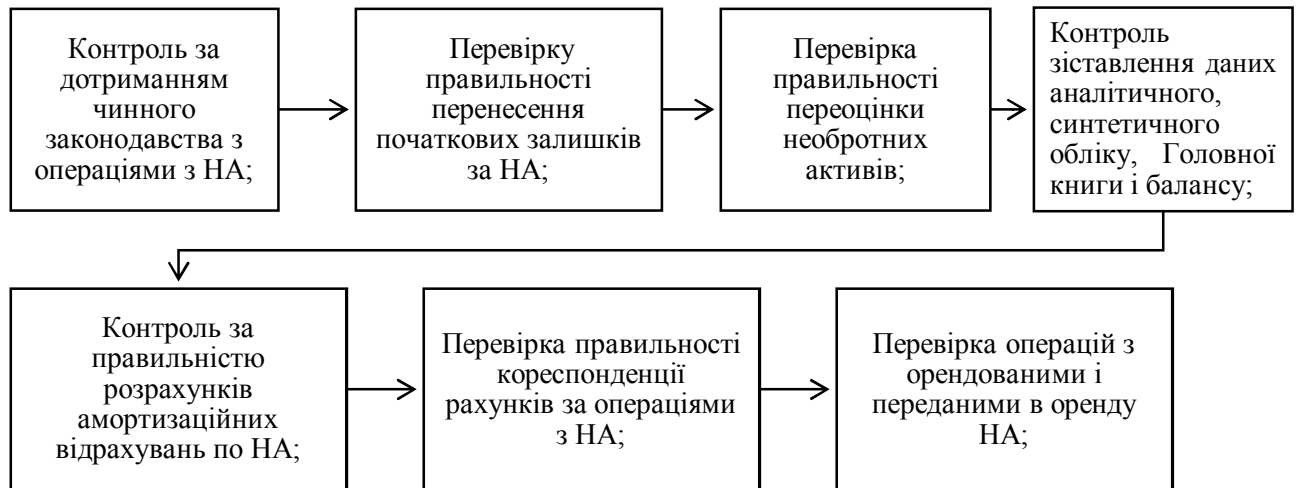 Контроль за
дотриманням
чинного
законодавства з
операціями з НА;
Перевірку
правильності
перенесення
початкових залишків
за НА;
Перевірка
правильності
переоцінки
необротних
активів;
Контроль
зіставлення даних
аналітичного,
синтетичного
обліку, Головної
книги і балансу;
Контроль за
правильністю
розрахунків
амортизаційних
відрахувань по НА;
Перевірка правильності
кореспонденції
рахунків за операціями
з НА;
Перевірка операцій з
орендованими і
переданими в оренду
НА;